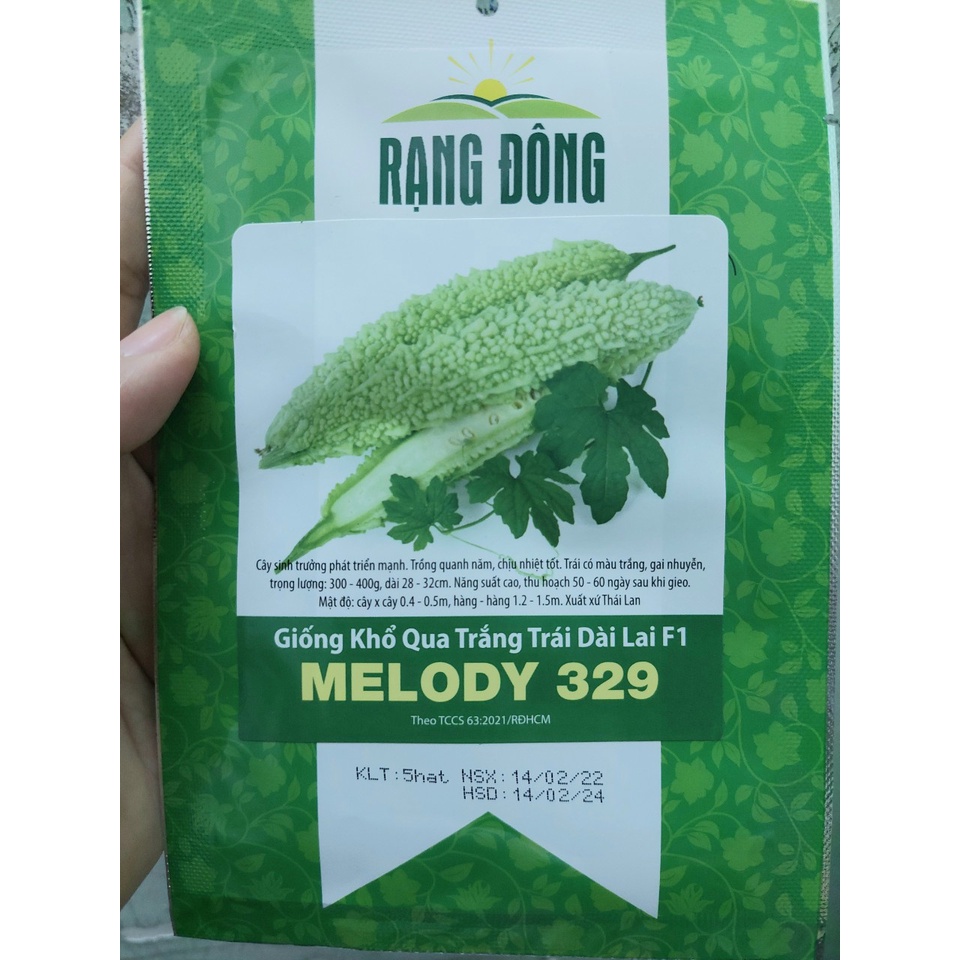 RẠNG ĐÔNG
Cây sinh trưởng phát triển mạnh. Trồng quanh năm, chịu nhiệt tốt. Trái có màu trắng, gai nhuyễn,
trọng lượng: 300 - 400g, dài 28 - 32cm. Năng suất cao, thu hoạch 50 - 60 ngày sau khi gieo.
Mật độ: cây x cây 0.4 - 0.5m, hàng - hàng 1.2 - 1.5m. Xuất xứ Thái Lan
Giống Khổ Qua Trắng Trái Dài Lai F1
MELODY 329
Theo TCCS 63:2021/RĐHCM
KLT:5hat NSX:14/02/22
HSD:14/02/24